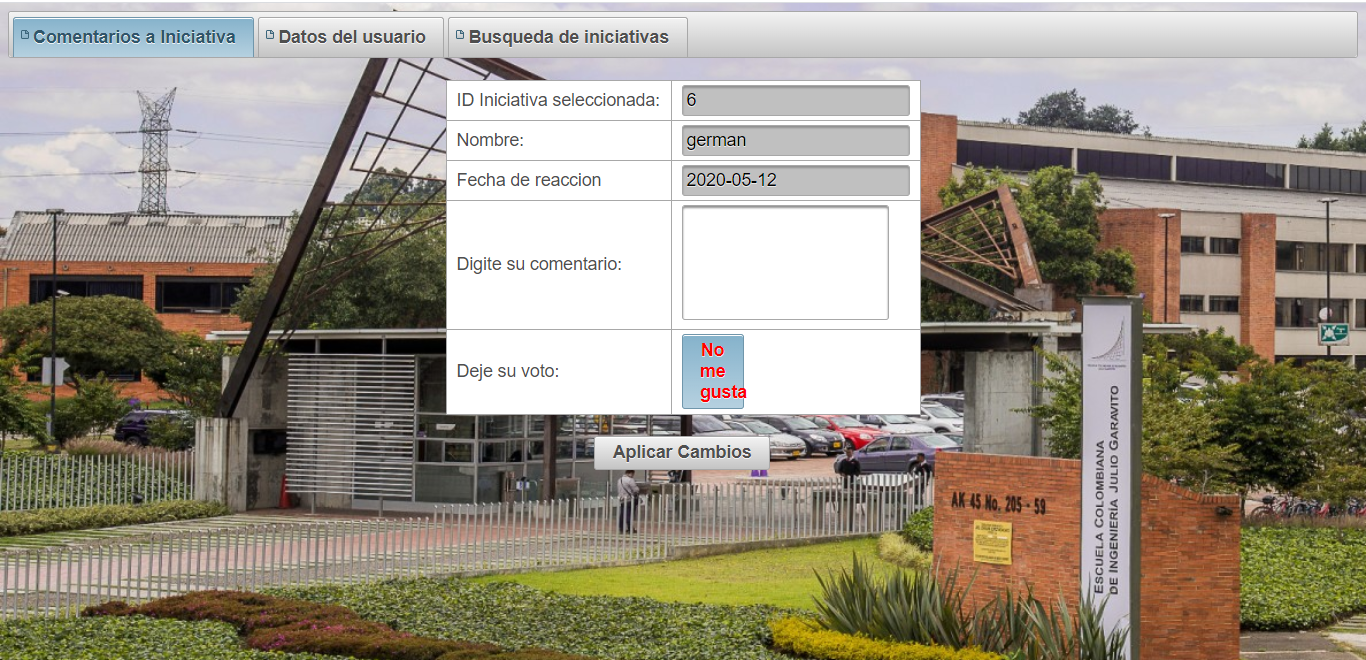 Comentarios a Iniciativa
Datos del usuario
Busqueda de iniciativas
ID Iniciativa seleccionada:
6
Nombre:
german
Fecha de reaccion
2020-05-12
Digite su comentario:
Deje su voto:
No
me
gusta
Aplicar Cambios
AK 45 No. 205 - 59
ESCUELA COLOMBIANA
DE INGENIERÍA JULIO GARAVITO